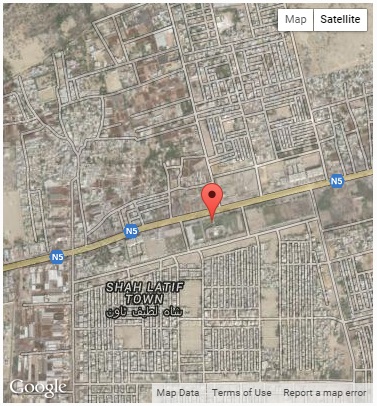 Map Satellite
N5
N5
N5
SHAH LATIF
TOWN
شاہ لطیف ٹاون
Google
Map Data Terms of Use Report a map error